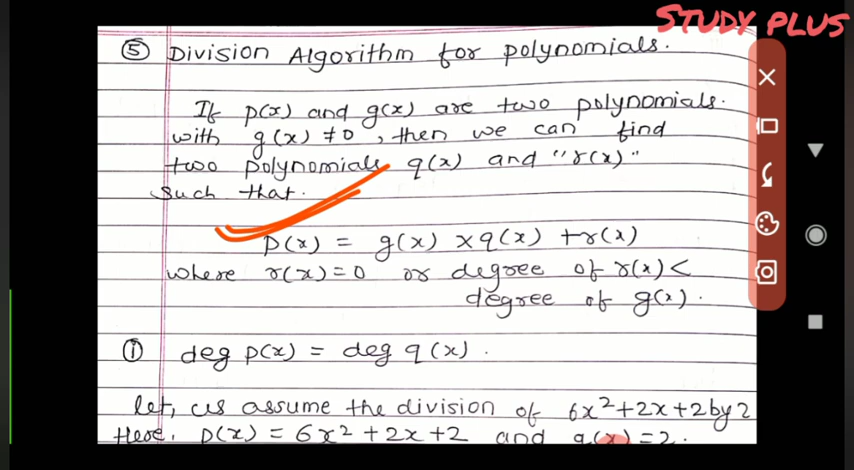 STUDY PLUS
⑤ Division Algorithm for polynomials.
If p(x) and g(x) are two polynomials.
with g(x) ≠0, then we can find
two polynomials q(x) and "r(x)"
such that.
P(x) = g(x) × q(x) + r(x)
where r(x)=0 or degree of r(x) <
degree of g(x).
① deg p(x) = deg q(x).
let, us assume the division of 6x²+2x+2 by 2
Here, p(x) = 6x²+2x+2 and g(x) = 2.